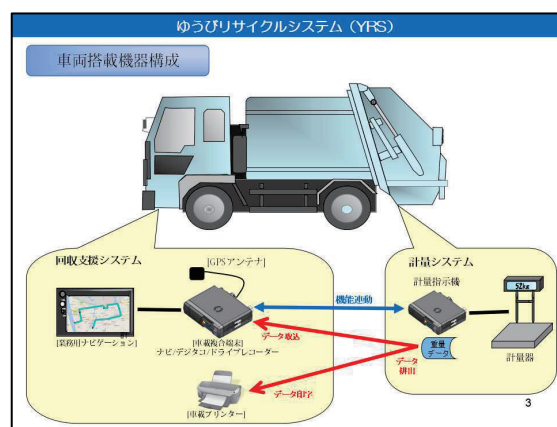 ゆうびリサイクルシステム（YRS）
車両搭載機器構成
回収支援システム
[GPSアンテナ]
[業務用ナビゲーション]
[車載複合端末]
ナビ/デジタコ/ドライブレコーダー
[車載プリンター]
機能連動
データ取込
データ印字
計量システム
計量指示機
52kg
重量
データ
データ
排出
計量器
3